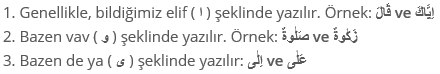 1. Genellikle, bildiğimiz elif ( ا ) şeklinde yazılır. Örnek: قَالَ ve اِيَّاكَ
2. Bazen vav ( و ) şeklinde yazılır. Örnek: صَلٰوةٌ ve زَكٰوةٌ
3. Bazen de ya ( ى ) şeklinde yazılır: اِلٰى ve عَلٰى